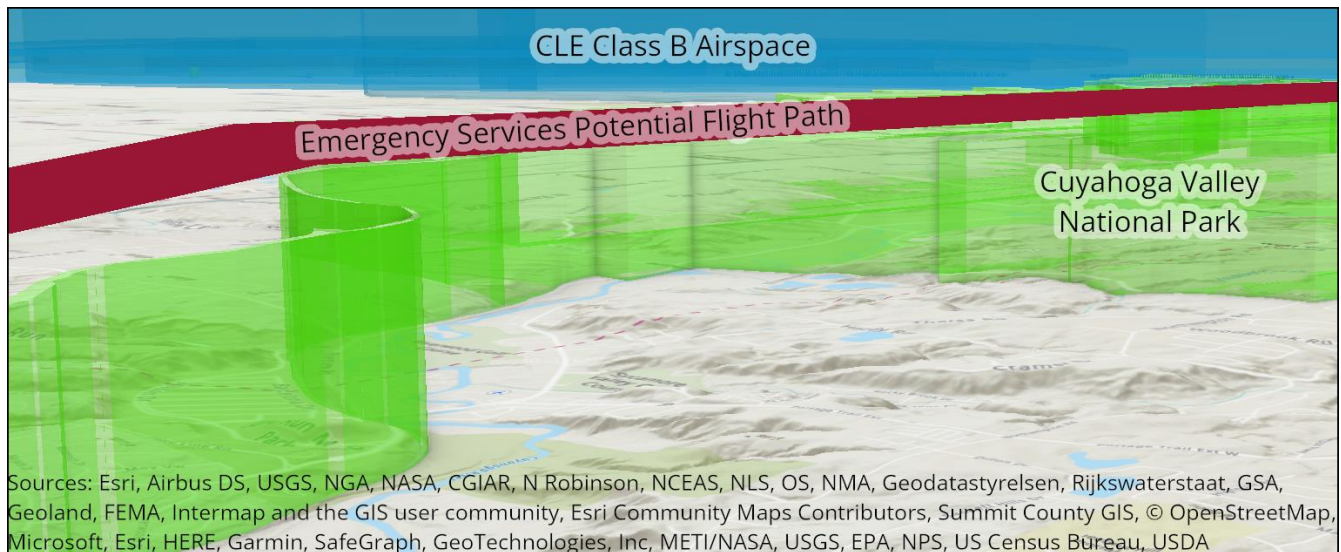 CLE Class B Airspace
Emergency Services Potential Flight Path
Cuyahoga Valley
National Park
Sources: Esri, Airbus DS, USGS, NGA, NASA, CGIAR, N Robinson, NCEAS, NLS, OS, NMA, Geodatastyrelsen, Rijkswaterstaat, GSA,
Geoland, FEMA, Intermap and the GIS user community, Esri Community Maps Contributors, Summit County GIS, © OpenStreetMap,
Microsoft, Esri, HERE, Garmin, SafeGraph, GeoTechnologies, Inc, METI/NASA, USGS, EPA, NPS, US Census Bureau, USDA